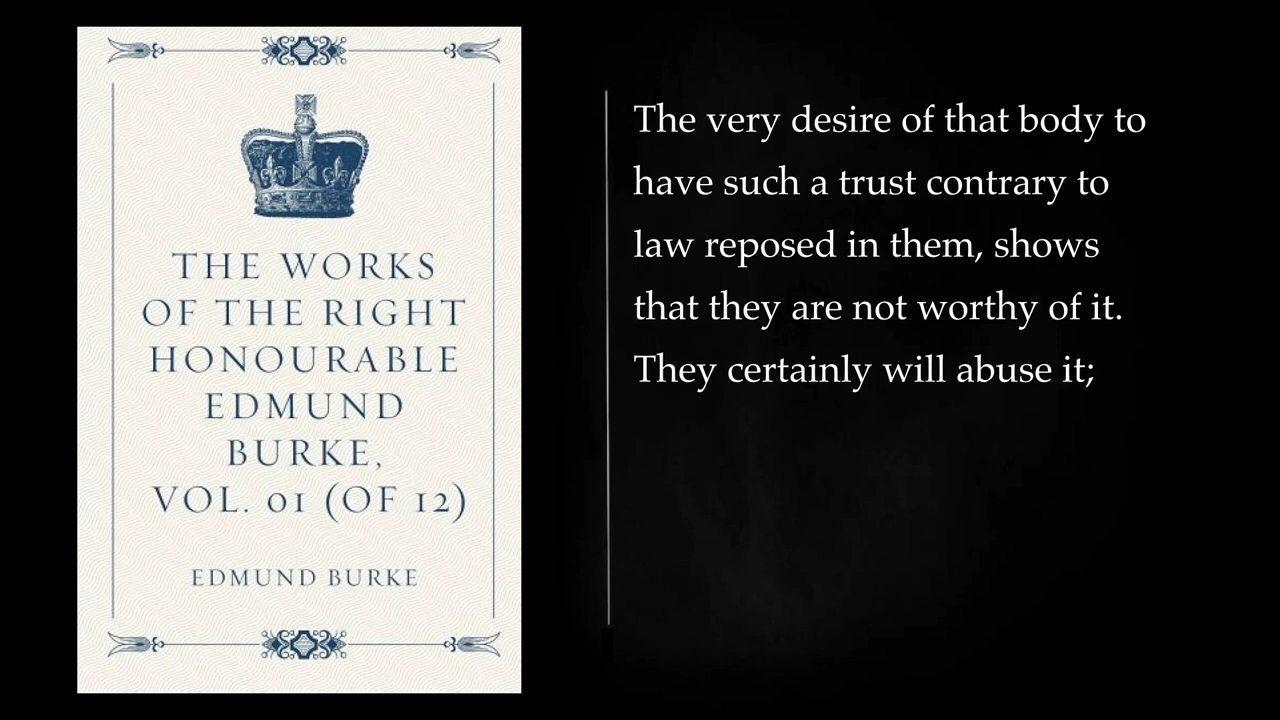 THE WORKS
OF THE RIGHT
HONOURABLE
EDMUND
BURKE,
VOL. 01 (OF 12)
EDMUND BURKE
The very desire of that body to
have such a trust contrary to
law reposed in them, shows
that they are not worthy of it.
They certainly will abuse it;